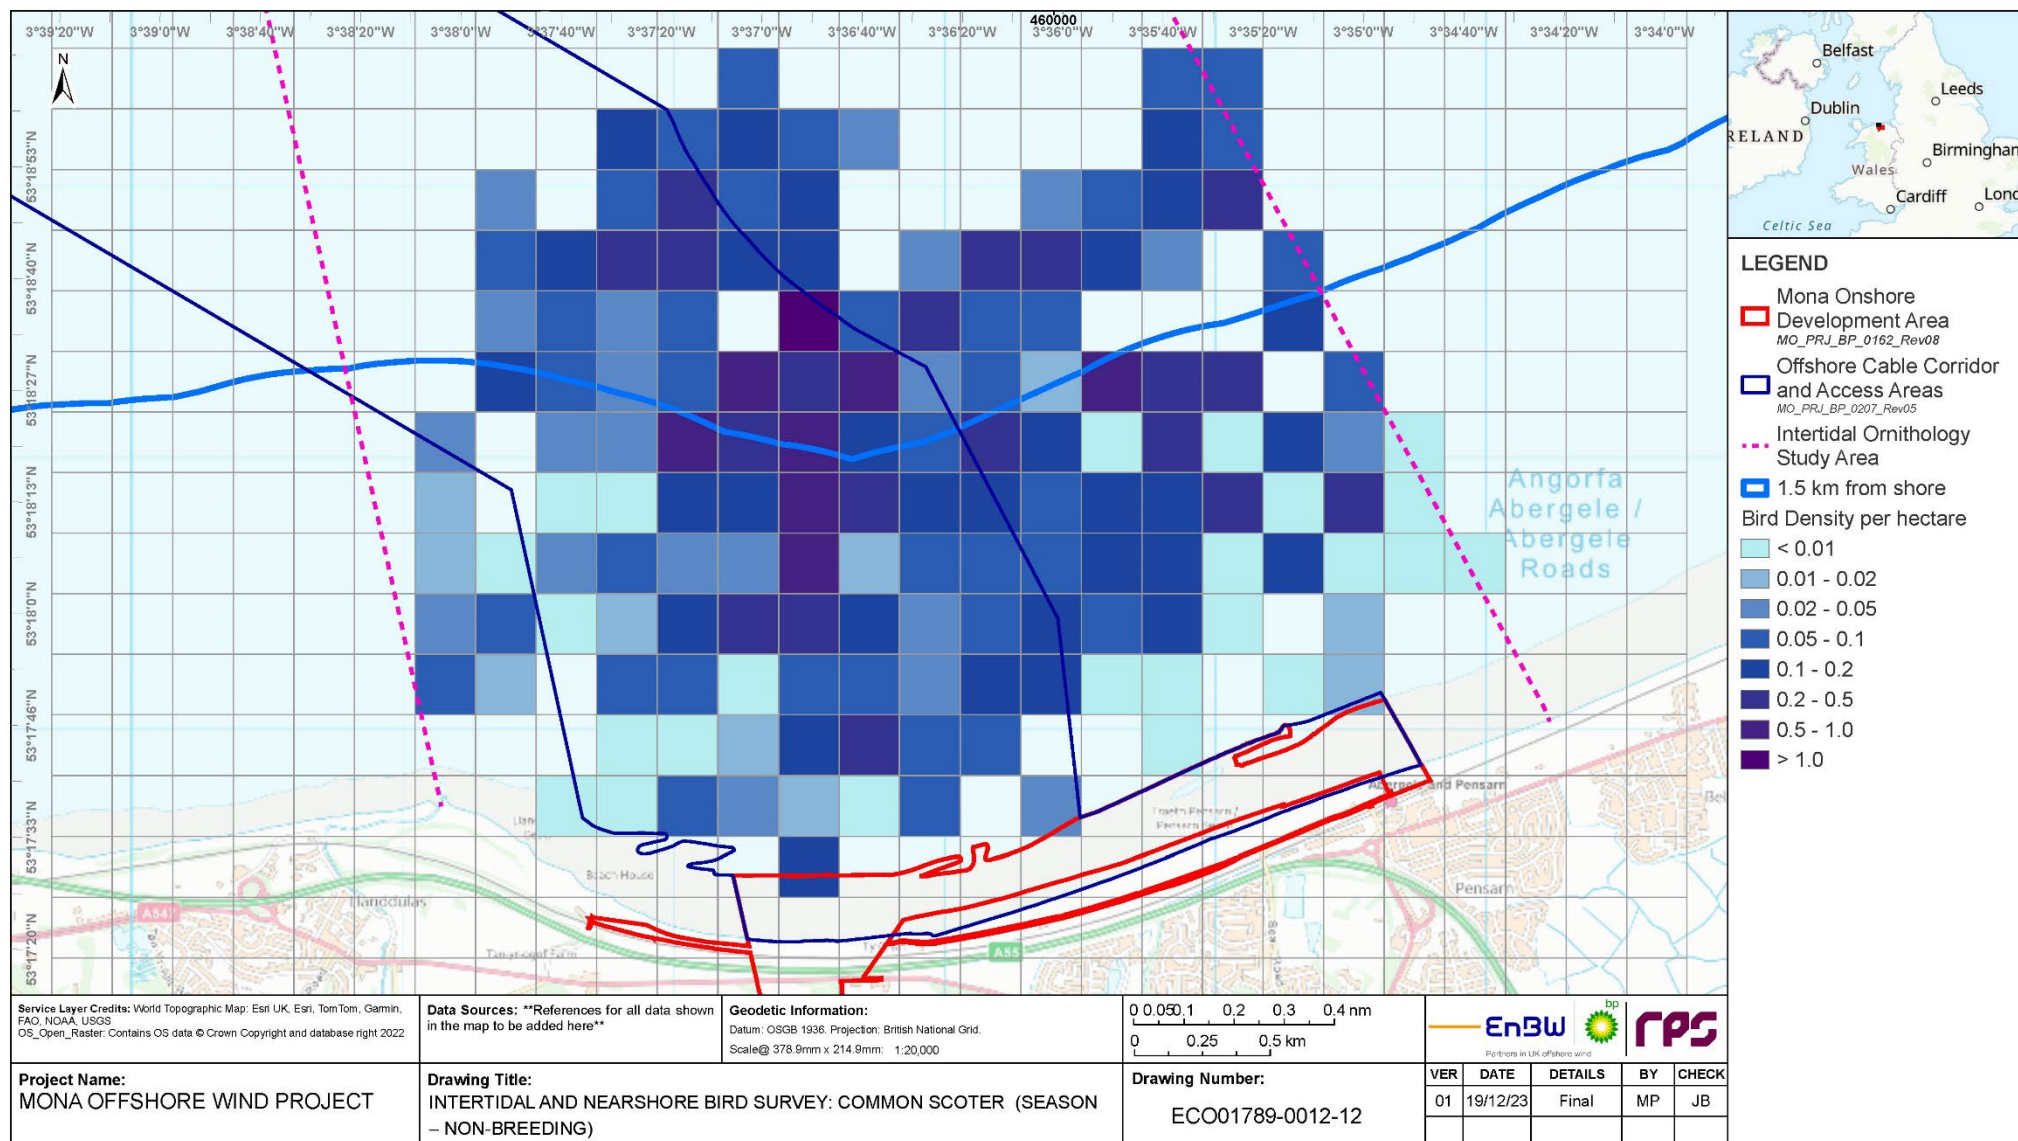 460000
3°39'20"W 3°39'0"W 3°38'40"W 3°38'20"W 3°38'0"W 3°37'40"W 3°37'20"W 3°37'0"W 3°36'40"W 3°36'20"W 3°36'0"W 3°35'40"W 3°35'20"W 3°35'0"W 3°34'40"W 3°34'20"W 3°34'0"W
N
53°18'53"N
53°18'40"N
53°18'27"N
53°18'13"N
53°18'0"N
53°17'46"N
53°17'33"N
53°17'20"N
Angorfa
Abergele /
Abergele
Roads
Abergele and Pensarn
Traeth Pensarn /
Beach House
Llanddulas
Pensarn
A547
A55
Tan-yr-ogof Farm
Belfast
Leeds
Dublin
RELAND
Birmingham
Wales
Cardiff
Lond
Celtic Sea
LEGEND
Mona Onshore
Development Area
MO_PRJ_BP_0162_Rev08
Offshore Cable Corridor
and Access Areas
MO_PRJ_BP_0207_Rev05
Intertidal Ornithology
Study Area
1.5 km from shore
Bird Density per hectare
< 0.01
0.01 - 0.02
0.02 - 0.05
0.05 - 0.1
0.1 - 0.2
0.2 - 0.5
0.5 - 1.0
> 1.0
Service Layer Credits: World Topographic Map: Esri UK, Esri, TomTom, Garmin,
FAO, NOAA, USGS
OS_Open_Raster: Contains OS data © Crown Copyright and database right 2022
Data Sources: **References for all data shown
in the map to be added here**
Geodetic Information:
Datum: OSGB 1936. Projection: British National Grid.
Scale@ 378.9mm x 214.9mm: 1:20,000
0 0.05 0.1 0.2 0.3 0.4 nm
0 0.25 0.5 km
EnBW
bp
Partners in UK offshore wind
rps
Project Name:
MONA OFFSHORE WIND PROJECT
Drawing Title:
INTERTIDAL AND NEARSHORE BIRD SURVEY: COMMON SCOTER (SEASON
– NON-BREEDING)
Drawing Number:
ECO01789-0012-12
VER DATE DETAILS BY CHECK
01 19/12/23 Final MP JB